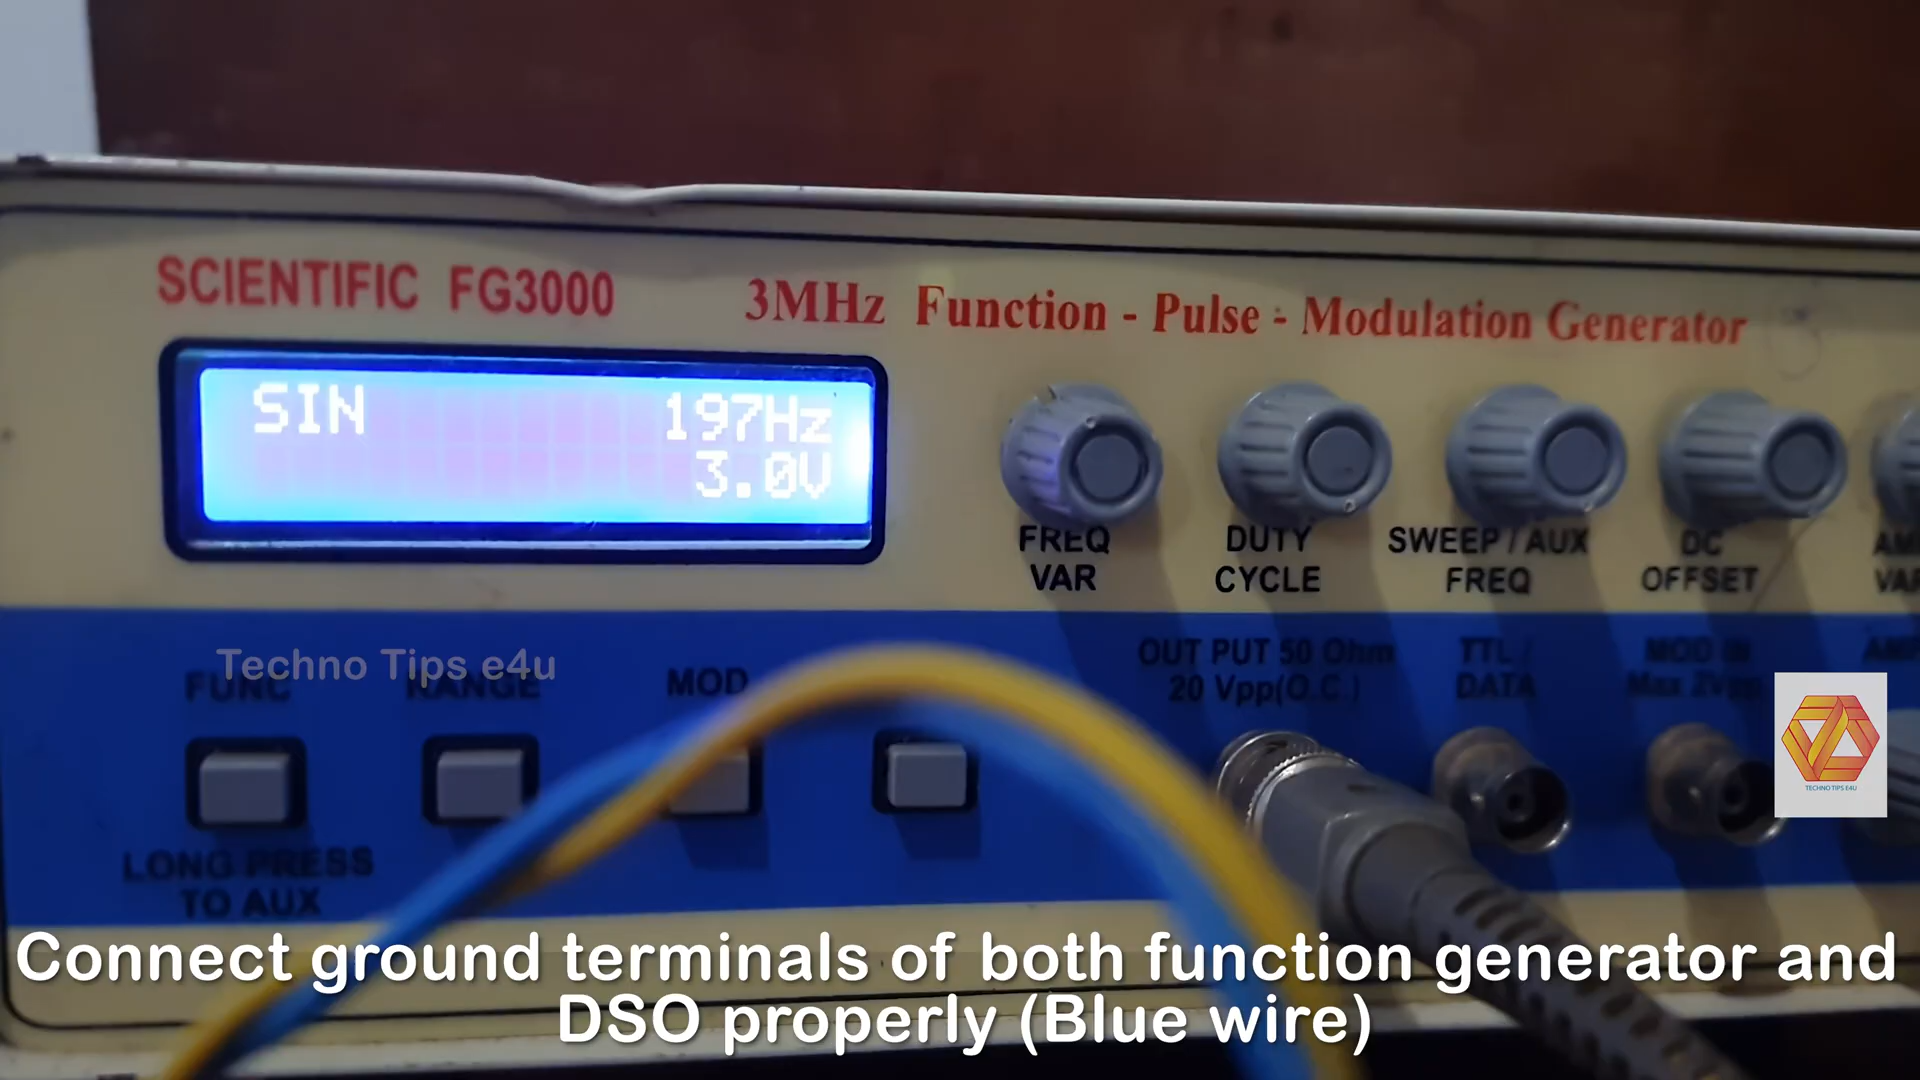 SCIENTIFIC FG3000
3MHz Function - Pulse - Modulation Generator
SIN 197Hz
3.0V
FREQ
VAR
DUTY
CYCLE
SWEEP / AUX
FREQ
DC
OFFSET
VAR
Techno Tips e4u
FUNC
RANGE
MOD
OUT PUT 50 Ohm
20 Vpp(O.C.)
TTL /
DATA
MOD IN
Max 2Vpp
TECHNO TIPS E4U
LONG PRESS
TO AUX
Connect ground terminals of both function generator and
DSO properly (Blue wire)